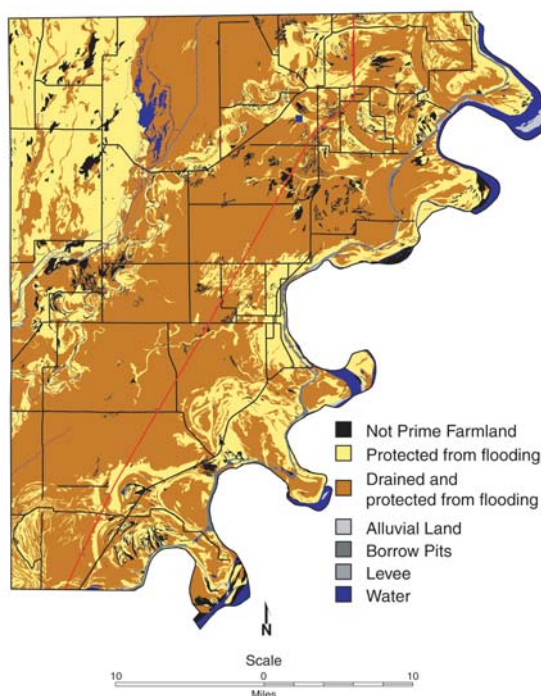 Not Prime Farmland
Protected from flooding
Drained and
protected from flooding
Alluvial Land
Borrow Pits
Levee
Water
N
Scale
10 0 10
Miles